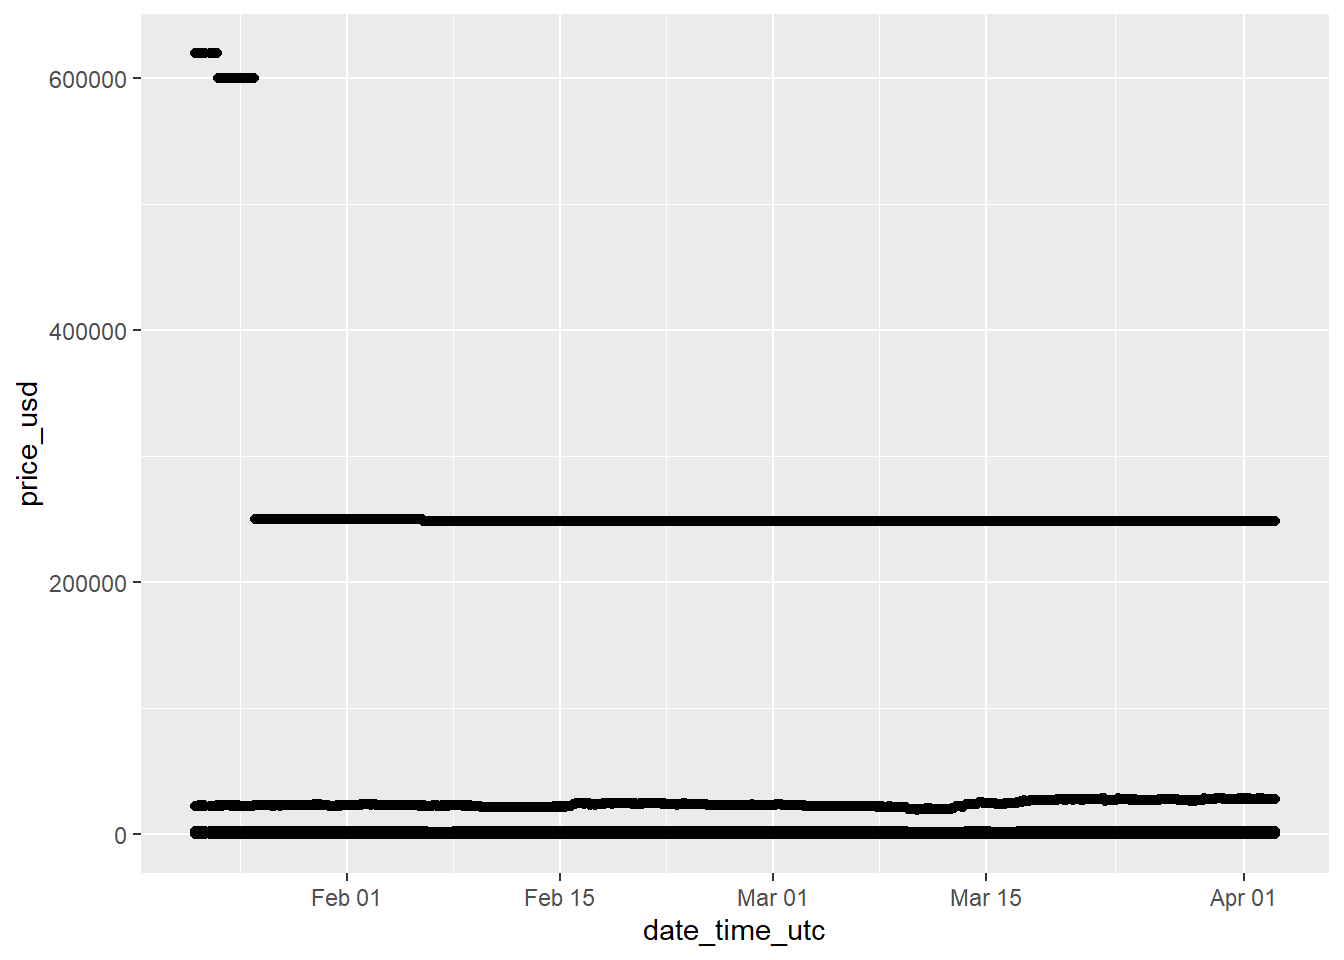 600000
400000
200000
0
price_usd
Feb 01
Feb 15
Mar 01
Mar 15
Apr 01
date_time_utc